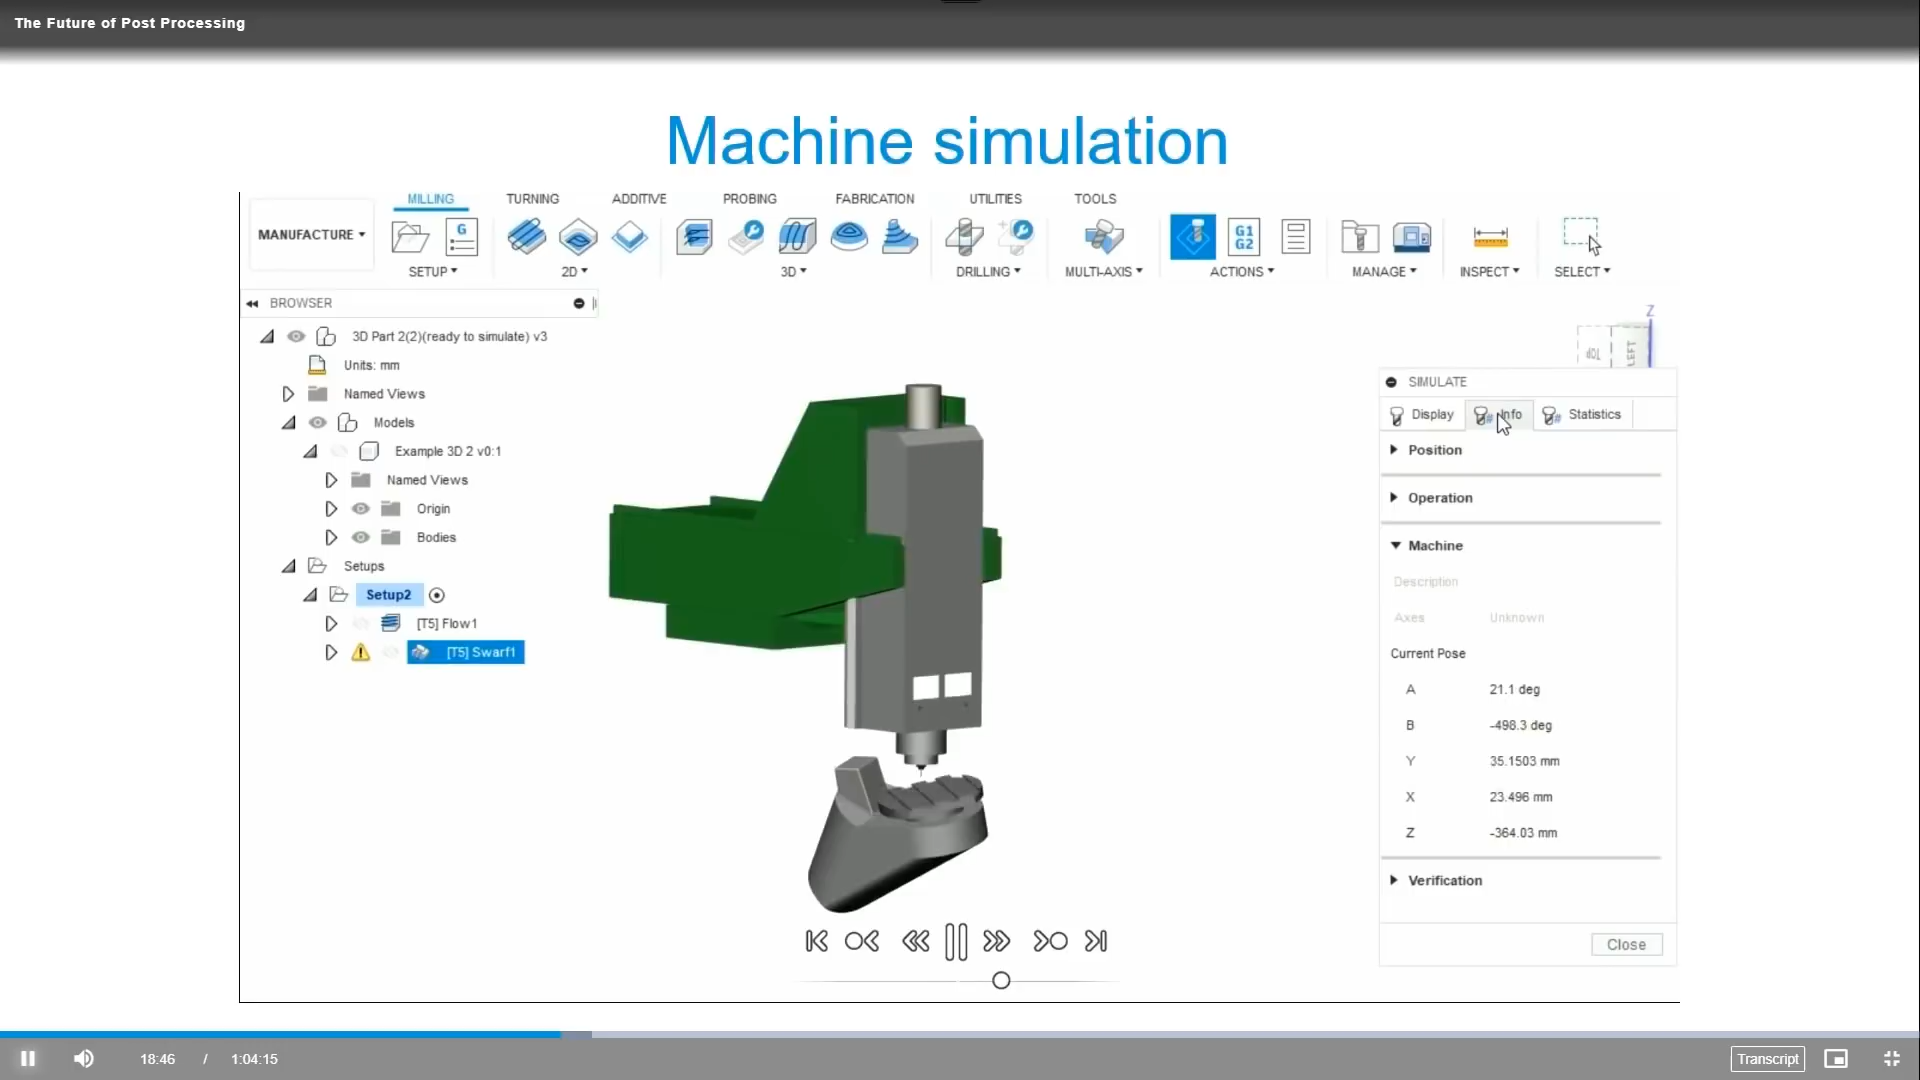 The Future of Post Processing
Machine simulation
MILLING TURNING ADDITIVE PROBING FABRICATION UTILITIES TOOLS
MANUFACTURE
G
G1
G2
SETUP 2D 3D DRILLING MULTI-AXIS ACTIONS MANAGE INSPECT SELECT
BROWSER
3D Part 2(2)(ready to simulate) v3
Units: mm
Named Views
Models
Example 3D 2 v0:1
Named Views
Origin
Bodies
Setups
Setup2
[T5] Flow1
[T5] Swarf1
Z
TOP
LEFT
SIMULATE
Display Info Statistics
Position
Operation
Machine
Description
Axes Unknown
Current Pose
A 21.1 deg
B -498.3 deg
Y 35.1503 mm
X 23.496 mm
Z -364.03 mm
Verification
Close
18:46 / 1:04:15
Transcript